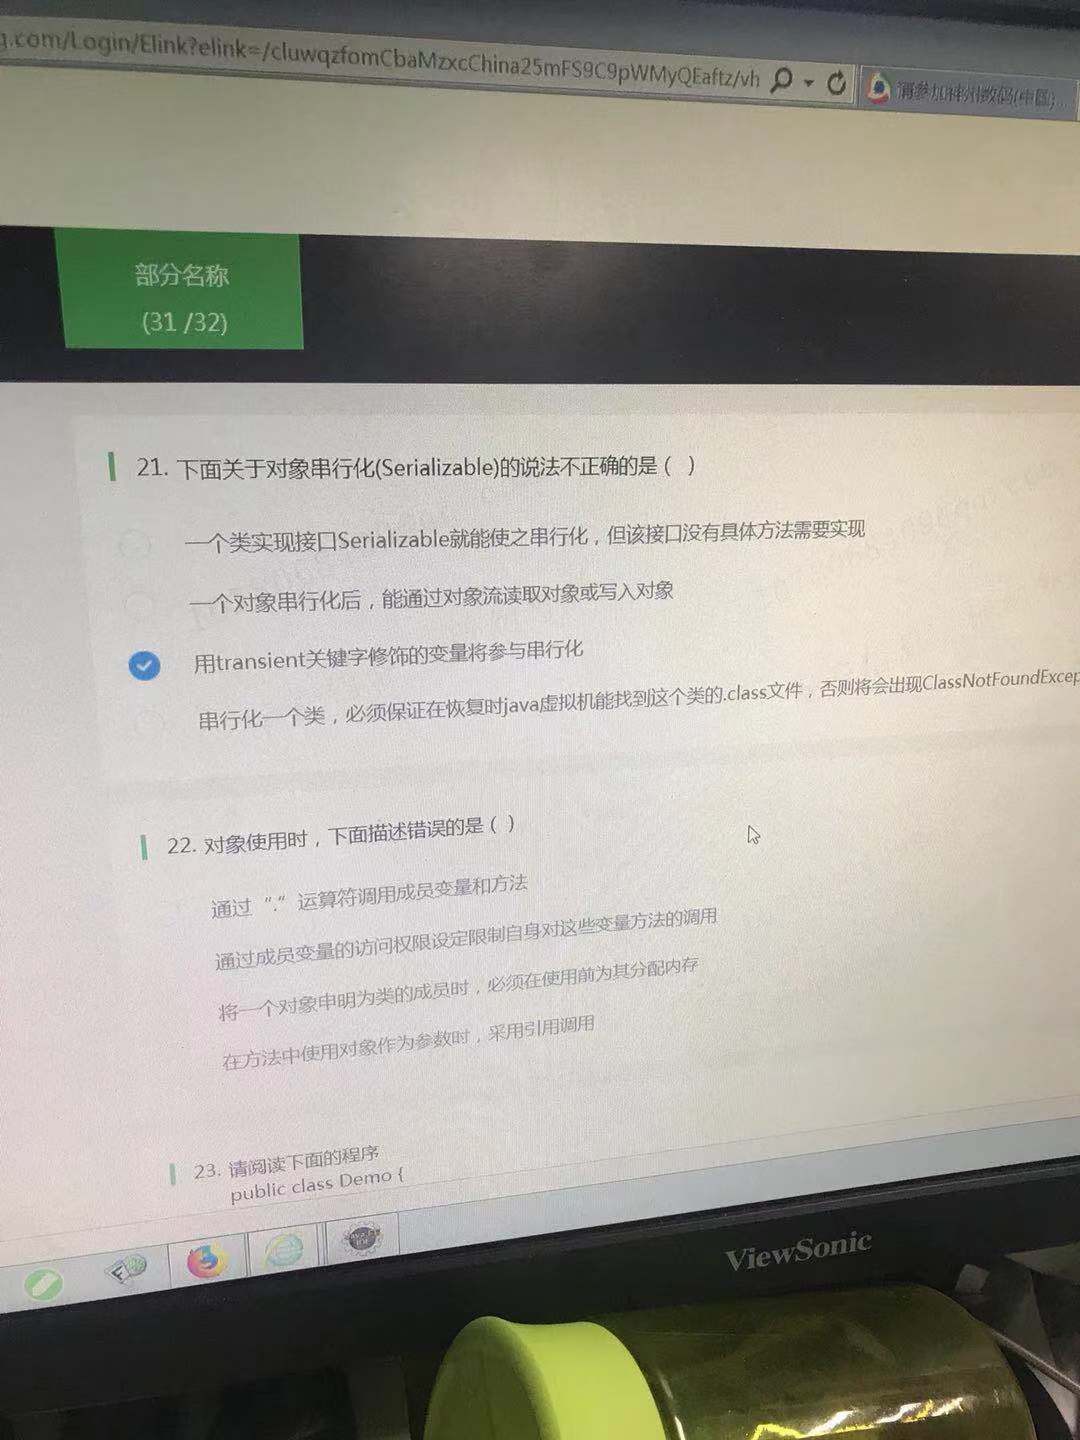 g.com/Login/Elink?elink=/cluwqzfomCbaMzxcChina25mFS9C9pWMyQEaftz/vh
请参加神州数码(中国)...
部分名称
(31 /32)
21. 下面关于对象串行化(Serializable)的说法不正确的是（ ）
一个类实现接口Serializable就能使之串行化，但该接口没有具体方法需要实现
一个对象串行化后，能通过对象流读取对象或写入对象
用transient关键字修饰的变量将参与串行化
串行化一个类，必须保证在恢复时java虚拟机能找到这个类的.class文件，否则将会出现ClassNotFoundExcep
22. 对象使用时，下面描述错误的是 ( )
通过 “.” 运算符调用成员变量和方法
通过成员变量的访问权限设定限制自身对这些变量方法的调用
将一个对象申明为类的成员时，必须在使用前为其分配内存
在方法中使用对象作为参数时，采用引用调用
23. 请阅读下面的程序
public class Demo {
ViewSonic